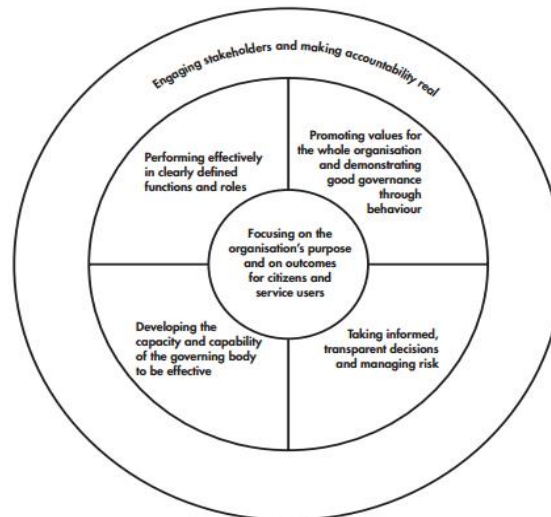 Engaging stakeholders and making accountability real
Performing effectively
in clearly defined
functions and roles
Promoting values for
the whole organisation
and demonstrating
good governance
through
behaviour
Focusing on the
organisation's purpose
and on outcomes
for citizens and
service users
Developing the
capacity and capability
of the governing body
to be effective
Taking informed,
transparent decisions
and managing risk